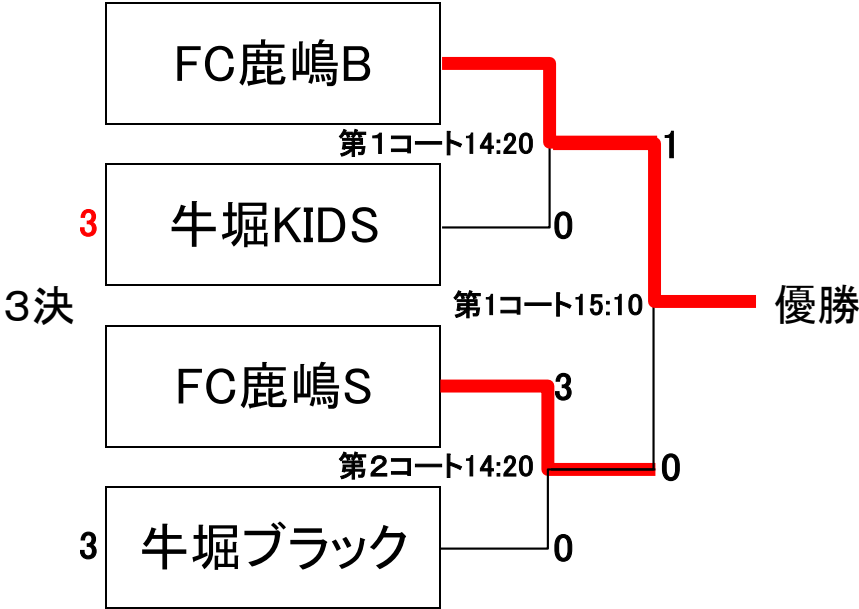 FC鹿嶋B
第１コート14:20
1
3
牛堀KIDS
0
３決
第1コート15:10
優勝
FC鹿嶋S
3
第２コート14:20
0
3
牛堀ブラック
0